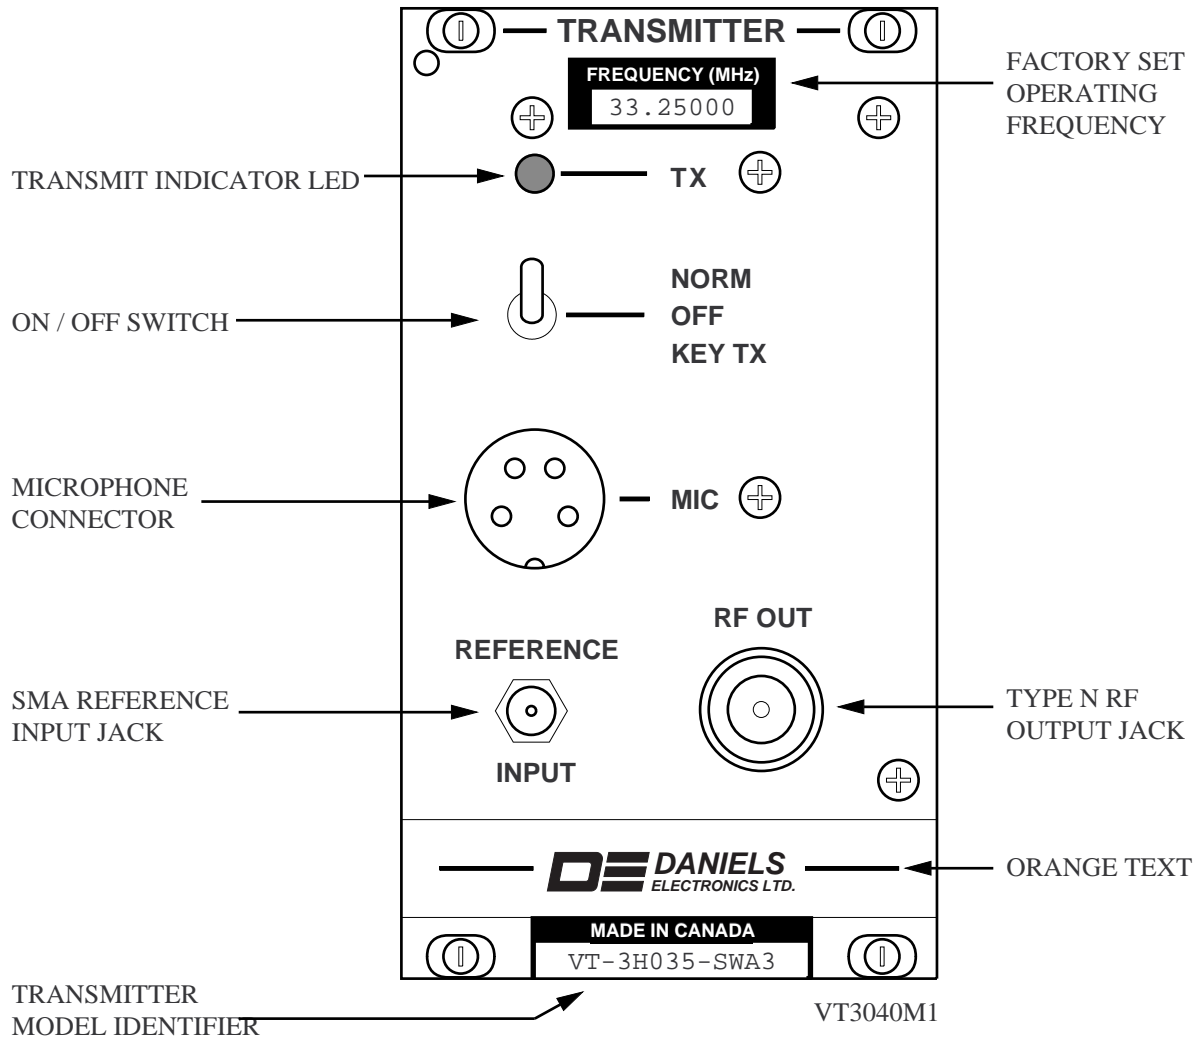 TRANSMITTER
FREQUENCY (MHz)
33.25000
FACTORY SET
OPERATING
FREQUENCY
TRANSMIT INDICATOR LED
TX
NORM
ON / OFF SWITCH
OFF
KEY TX
MICROPHONE
CONNECTOR
MIC
RF OUT
REFERENCE
SMA REFERENCE
INPUT JACK
TYPE N RF
OUTPUT JACK
INPUT
DE DANIELS
ELECTRONICS LTD.
ORANGE TEXT
MADE IN CANADA
VT-3H035-SWA3
TRANSMITTER
MODEL IDENTIFIER
VT3040M1